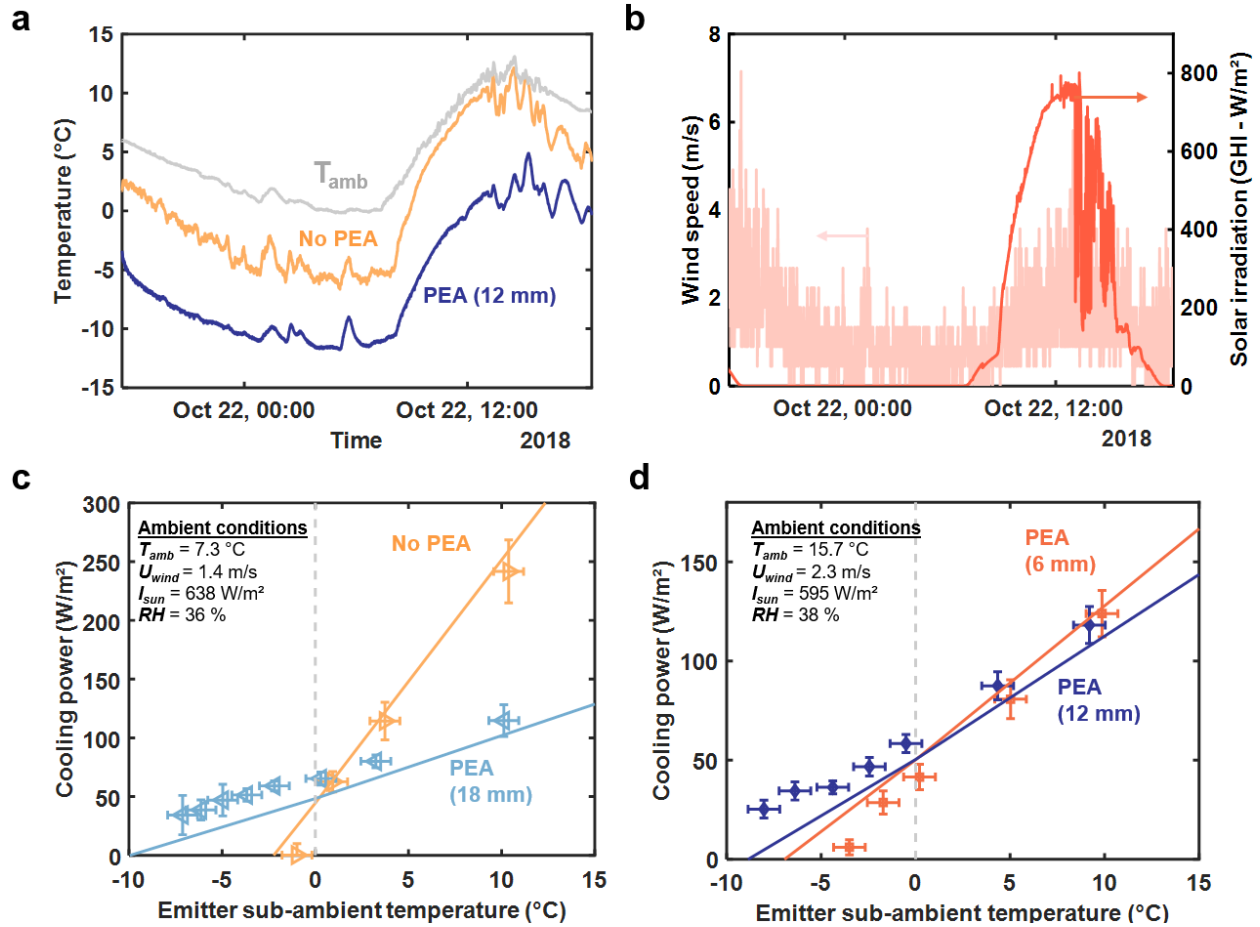 a
15
10
5
0
-5
-10
-15
Temperature (°C)
Tamb
No PEA
PEA (12 mm)
Oct 22, 00:00
Oct 22, 12:00
Time
2018
b
8
6
4
2
0
Wind speed (m/s)
800
600
400
200
0
Solar irradiation (GHI - W/m²)
Oct 22, 00:00
Oct 22, 12:00
2018
c
300
250
200
150
100
50
0
Cooling power (W/m²)
Ambient conditions
Tamb = 7.3 °C
Uwind = 1.4 m/s
Isun = 638 W/m²
RH = 36 %
No PEA
PEA
(18 mm)
-10
-5
0
5
10
15
Emitter sub-ambient temperature (°C)
d
150
100
50
0
Cooling power (W/m²)
Ambient conditions
Tamb = 15.7 °C
Uwind = 2.3 m/s
Isun = 595 W/m²
RH = 38 %
PEA
(6 mm)
PEA
(12 mm)
-10
-5
0
5
10
15
Emitter sub-ambient temperature (°C)